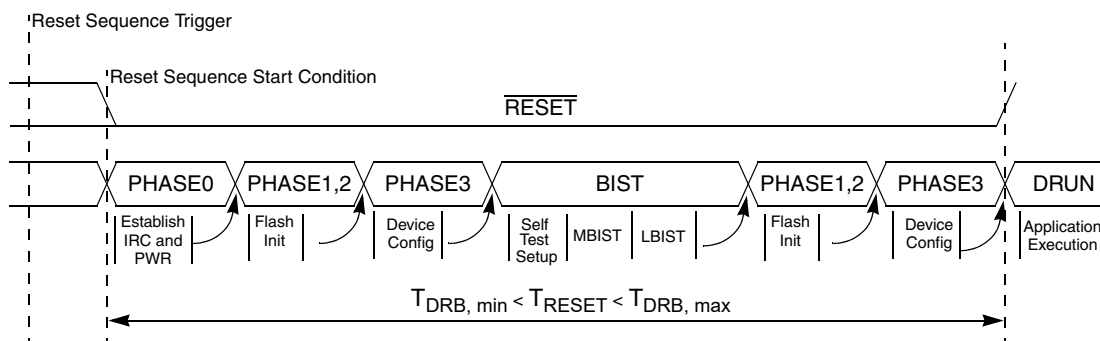 Reset Sequence Trigger
Reset Sequence Start Condition
RESET
PHASE0
PHASE1,2
PHASE3
BIST
PHASE1,2
PHASE3
DRUN
Establish
IRC and
PWR
Flash
Init
Device
Config
Self
Test
Setup
MBIST
LBIST
Flash
Init
Device
Config
Application
Execution
TDRB, min < TRESET < TDRB, max